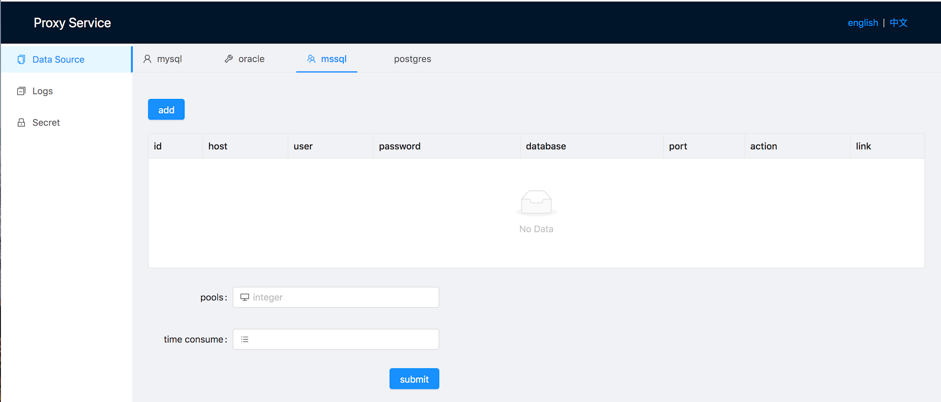 Proxy Service
english | 中文
Data Source
Logs
Secret
mysql oracle mssql postgres
add
id host user password database port action link
No Data
pools: integer
time consume:
submit